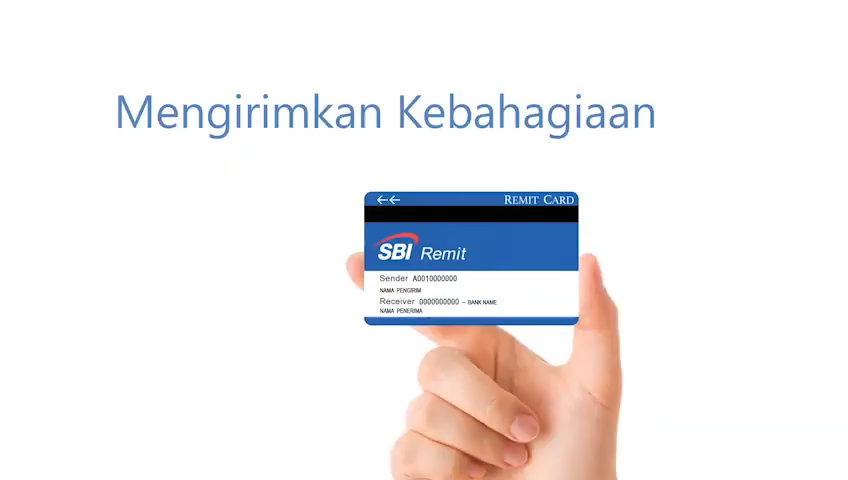 Mengirimkan Kebahagiaan
←← REMIT CARD
SBI Remit
Sender A0010000000
NAMA PENGIRIM
Receiver 0000000000 – BANK NAME
NAMA PENERIMA